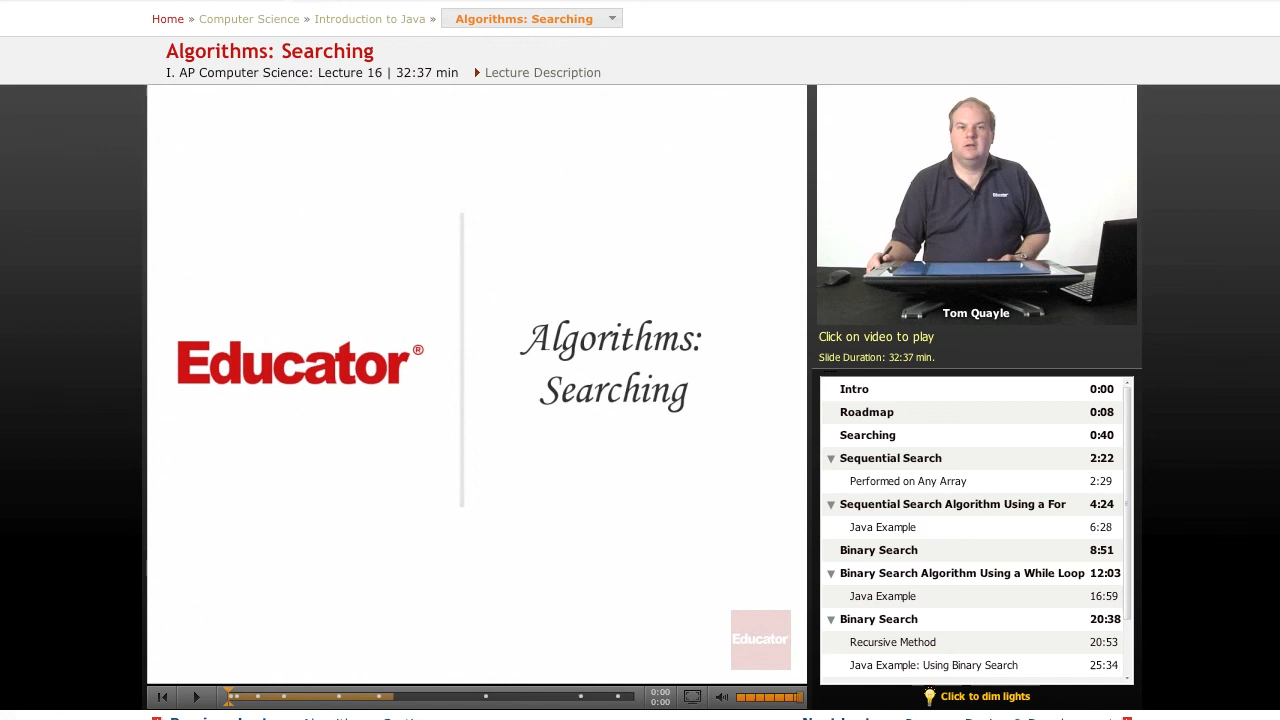 Home » Computer Science » Introduction to Java » Algorithms: Searching
Algorithms: Searching
I. AP Computer Science: Lecture 16 | 32:37 min Lecture Description
Educator®
Algorithms:
Searching
Educator
Educator
Tom Quayle
Click on video to play
Slide Duration: 32:37 min.
Intro 0:00
Roadmap 0:08
Searching 0:40
Sequential Search 2:22
Performed on Any Array 2:29
Sequential Search Algorithm Using a For 4:24
Java Example 6:28
Binary Search 8:51
Binary Search Algorithm Using a While Loop 12:03
Java Example 16:59
Binary Search 20:38
Recursive Method 20:53
Java Example: Using Binary Search 25:34
0:00
0:00
Click to dim lights